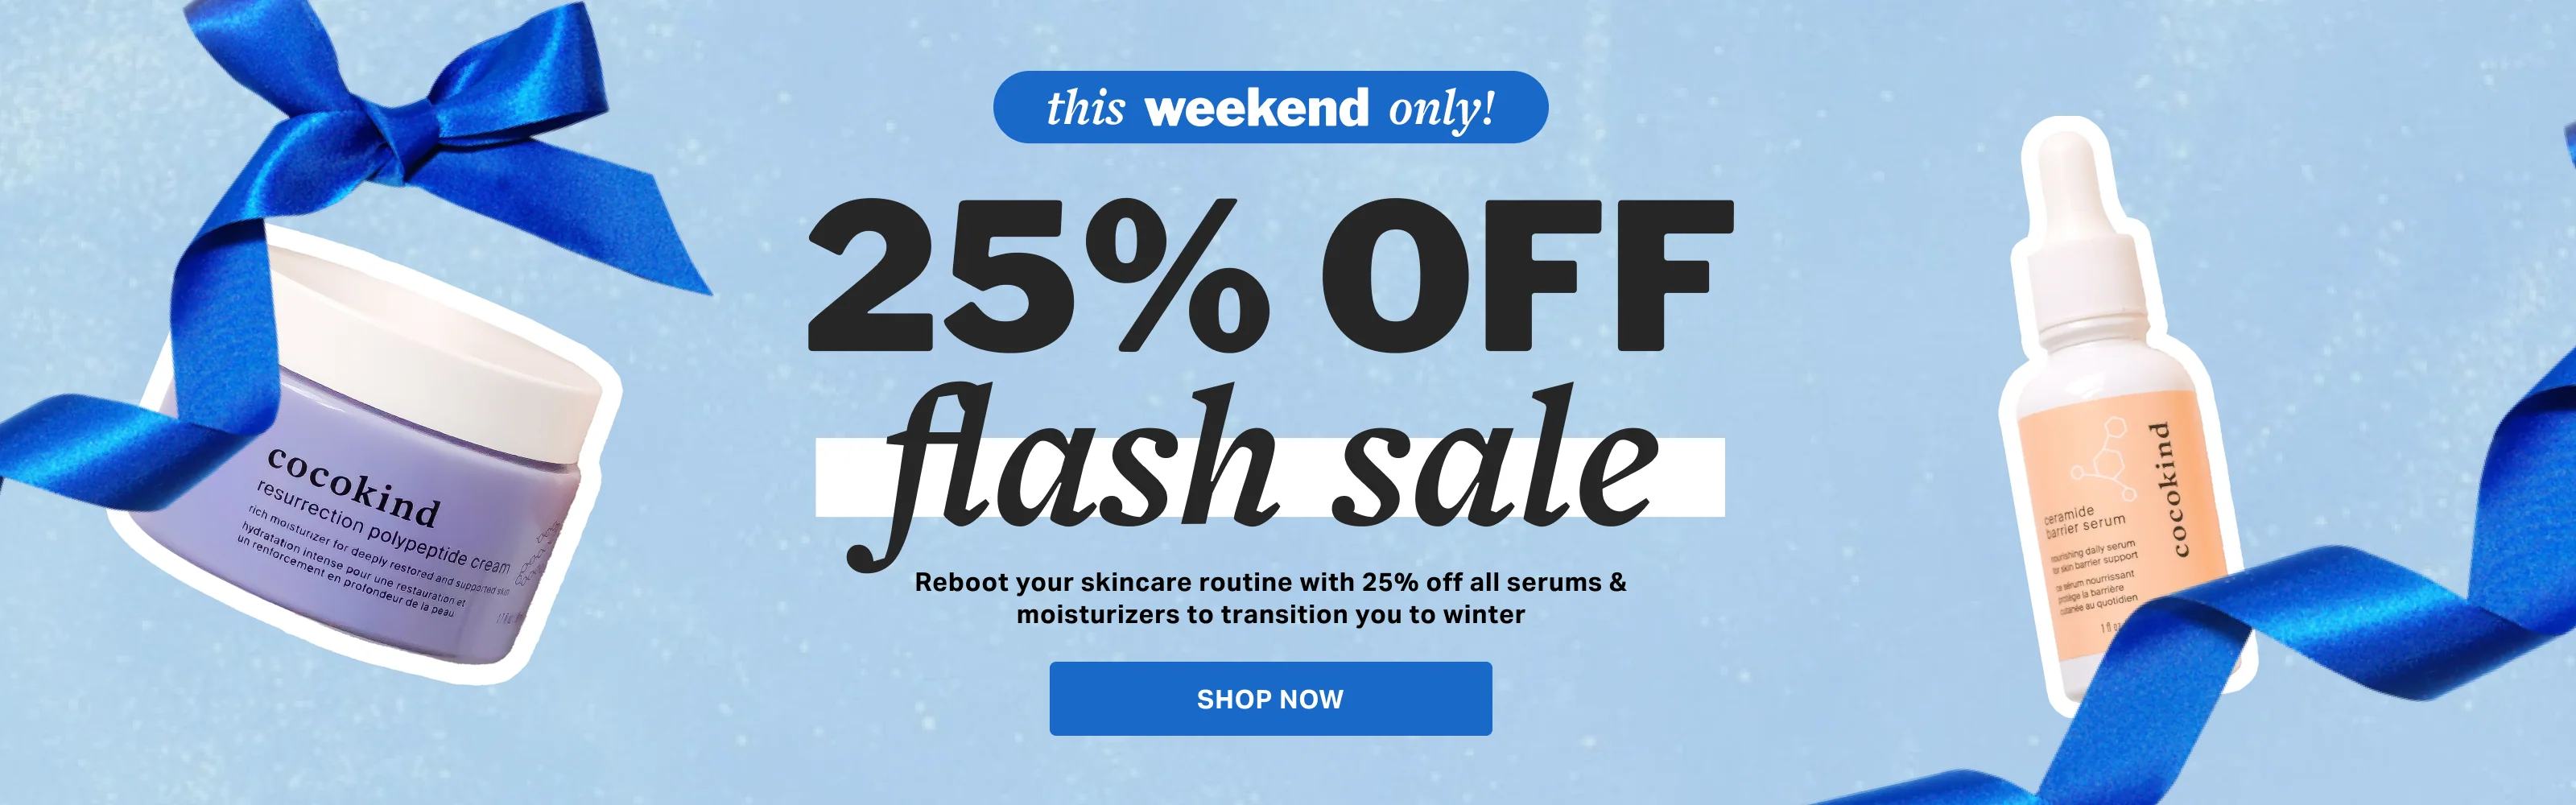 this weekend only!
25% OFF
flash sale
Reboot your skincare routine with 25% off all serums &
moisturizers to transition you to winter
SHOP NOW
cocokind
resurrection polypeptide cream
rich moisturizer for deeply restored and supported skin
hydratation intense pour une restauration et
un renforcement en profondeur de la peau
cocokind
ceramide
barrier serum
nourishing daily serum
for skin barrier support
sérum nourrissant
protège la barrière
cutanée au quotidien
1 fl oz